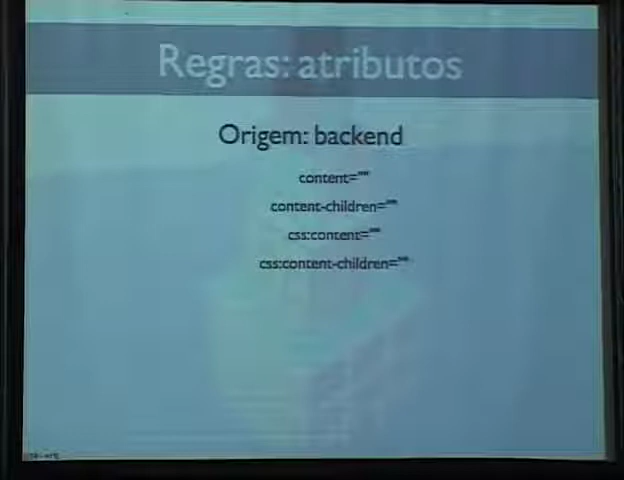 Regras: atributos
Origem: backend
content=""
content-children=""
css:content=""
css:content-children=""